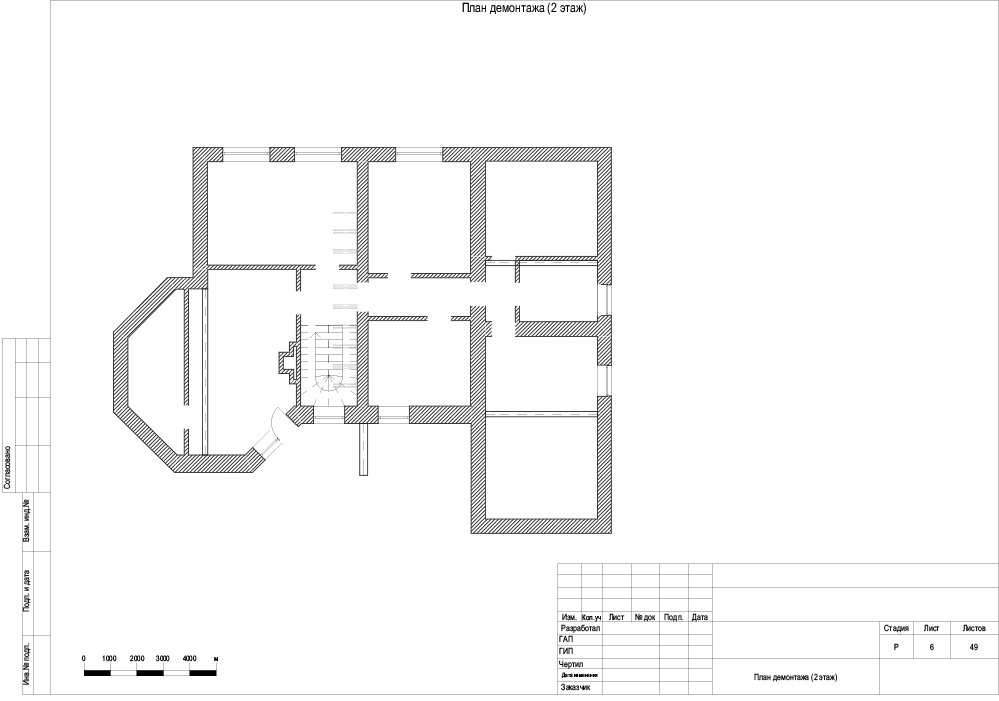 План демонтажа (2 этаж)
Согласовано
Взам. инд.№
Подп. и дата
Инв.№ подл.
0 1000 2000 3000 4000 м
Изм. Кол.уч Лист № док Подп. Дата
Разработал
ГАП
ГИП
Чертил
Дата изменения
Заказчик
Стадия Лист Листов
Р 6 49
План демонтажа (2 этаж)